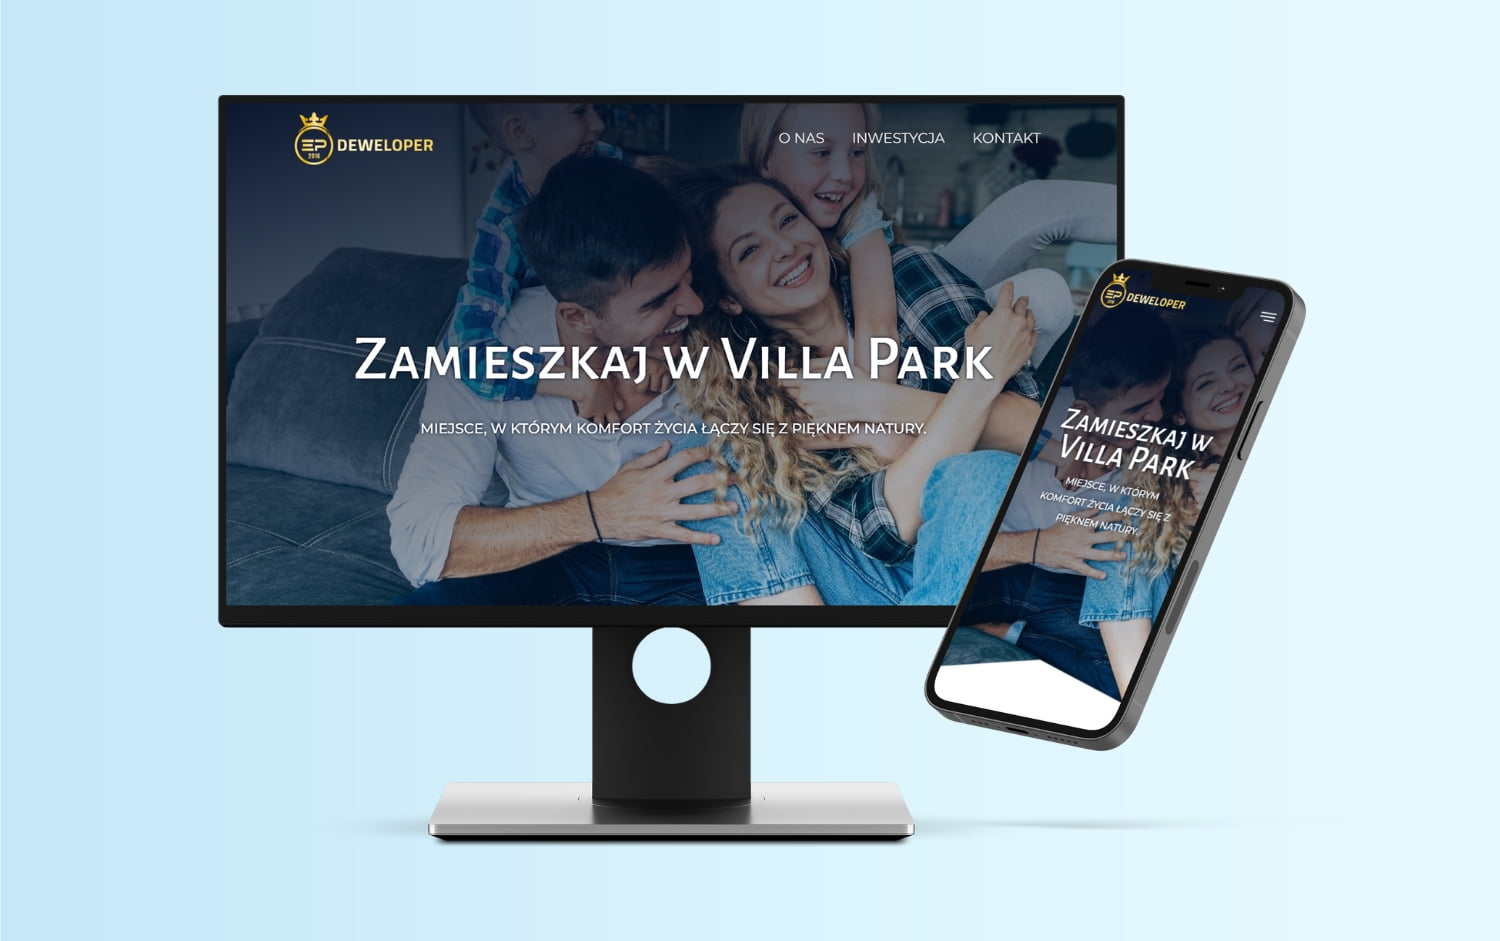 EP
2016
DEWELOPER
O NAS INWESTYCJA KONTAKT
Zamieszkaj w Villa Park
MIEJSCE, W KTÓRYM KOMFORT ŻYCIA ŁĄCZY SIĘ Z PIĘKNEM NATURY.
EP
2016
DEWELOPER
Zamieszkaj w
Villa Park
MIEJSCE, W KTÓRYM
KOMFORT ŻYCIA ŁĄCZY SIĘ Z
PIĘKNEM NATURY.